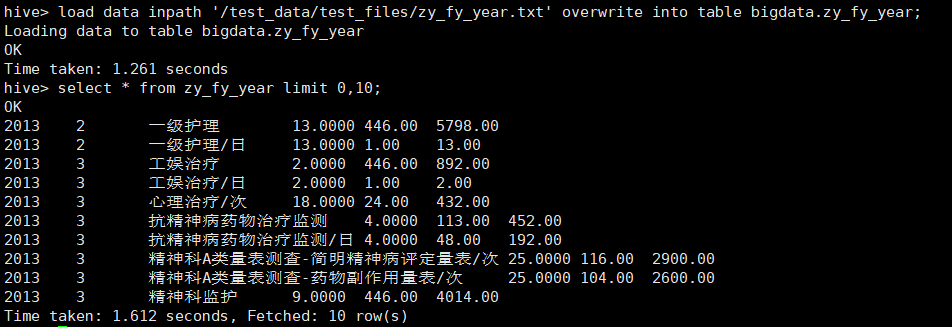 hive> load data inpath '/test_data/test_files/zy_fy_year.txt' overwrite into table bigdata.zy_fy_year;
Loading data to table bigdata.zy_fy_year
OK
Time taken: 1.261 seconds
hive> select * from zy_fy_year limit 0,10;
OK
2013 2 一级护理 13.0000 446.00 5798.00
2013 2 一级护理/日 13.0000 1.00 13.00
2013 3 工娱治疗 2.0000 446.00 892.00
2013 3 工娱治疗/日 2.0000 1.00 2.00
2013 3 心理治疗/次 18.0000 24.00 432.00
2013 3 抗精神病药物治疗监测 4.0000 113.00 452.00
2013 3 抗精神病药物治疗监测/日 4.0000 48.00 192.00
2013 3 精神科A类量表测查-简明精神病评定量表/次 25.0000 116.00 2900.00
2013 3 精神科A类量表测查-药物副作用量表/次 25.0000 104.00 2600.00
2013 3 精神科监护 9.0000 446.00 4014.00
Time taken: 1.612 seconds, Fetched: 10 row(s)